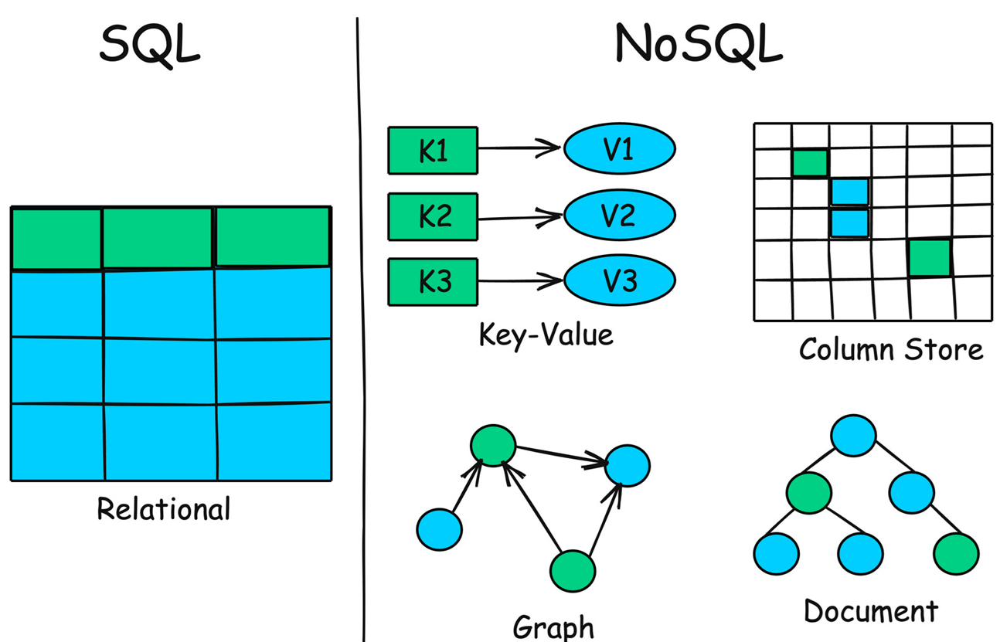 SQL
NoSQL
K1
V1
K2
V2
K3
V3
Key-Value
Column Store
Relational
Graph
Document